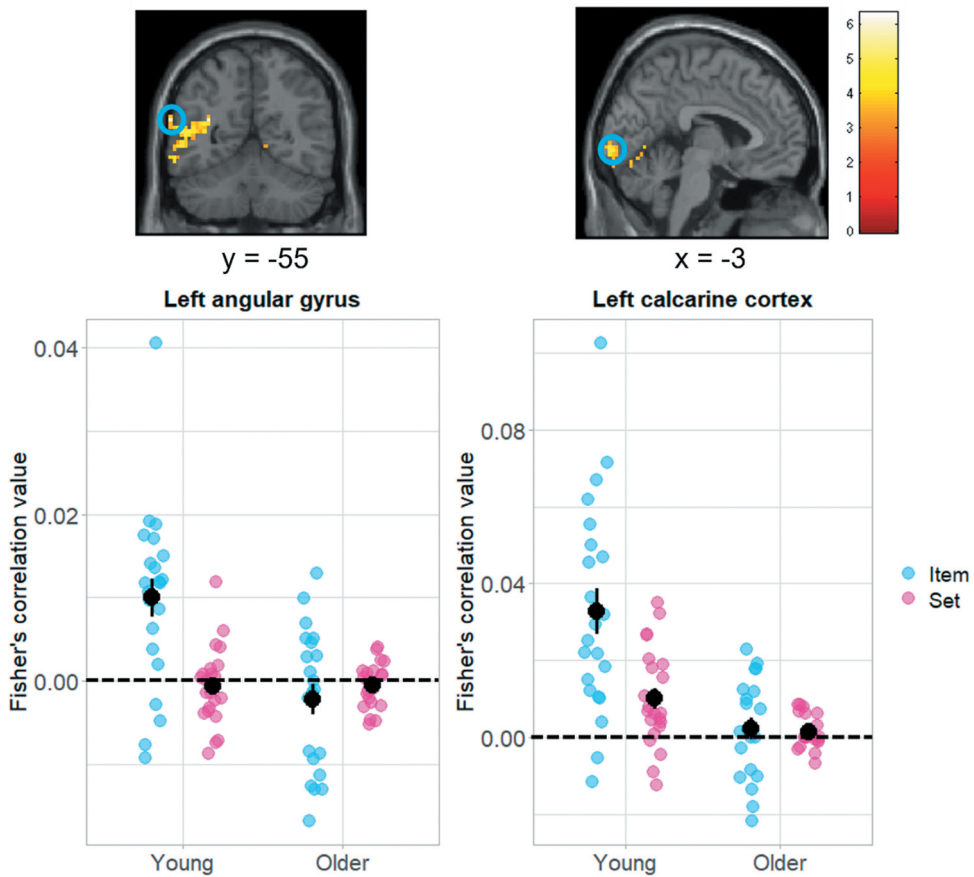 6
5
4
3
2
1
0
y = -55
x = -3
Left angular gyrus
Left calcarine cortex
Fisher's correlation value
0.04
0.02
0.00
Young
Older
Fisher's correlation value
0.08
0.04
0.00
Young
Older
Item
Set